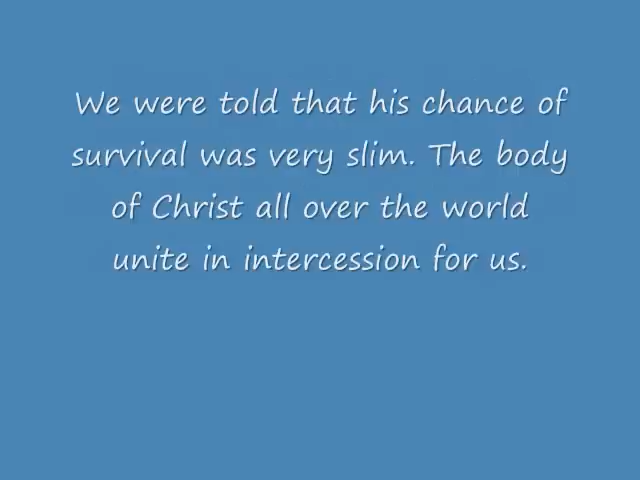 We were told that his chance of
survival was very slim. The body
of Christ all over the world
unite in intercession for us.